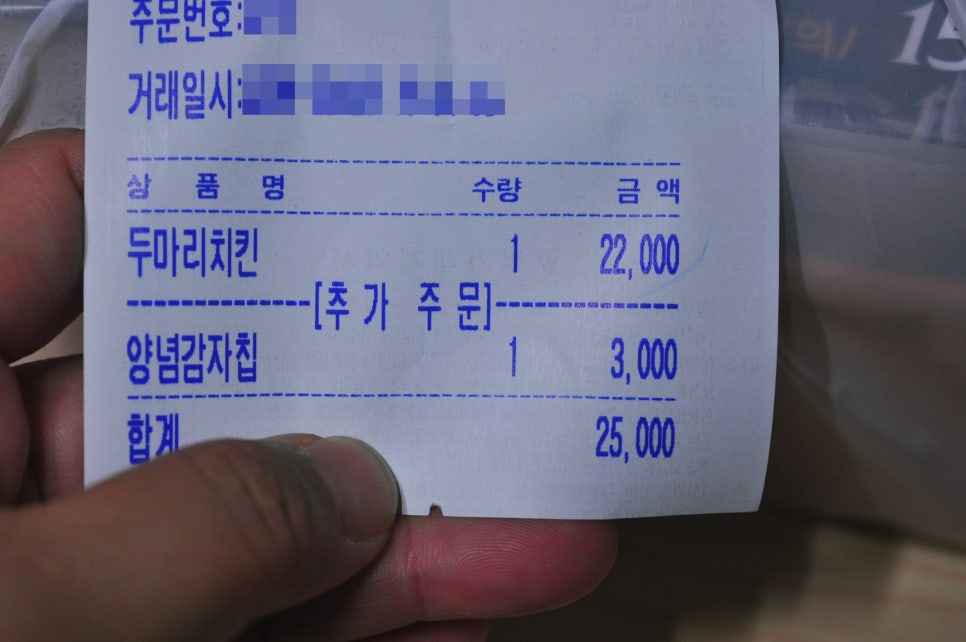 주문번호:
거래일시:
상 품 명 수량 금 액
두마리치킨 1 22,000
[추 가 주 문]
양념감자칩 1 3,000
합계 25,000
의/ 15